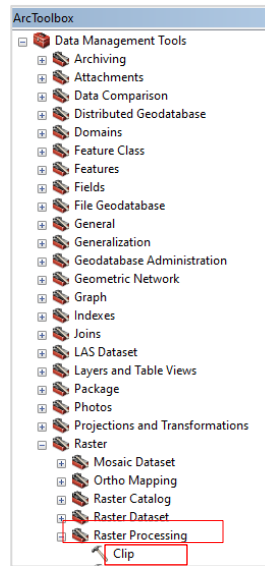 ArcToolbox
Data Management Tools
Archiving
Attachments
Data Comparison
Distributed Geodatabase
Domains
Feature Class
Features
Fields
File Geodatabase
General
Generalization
Geodatabase Administration
Geometric Network
Graph
Indexes
Joins
LAS Dataset
Layers and Table Views
Package
Photos
Projections and Transformations
Raster
Mosaic Dataset
Ortho Mapping
Raster Catalog
Raster Dataset
Raster Processing
Clip